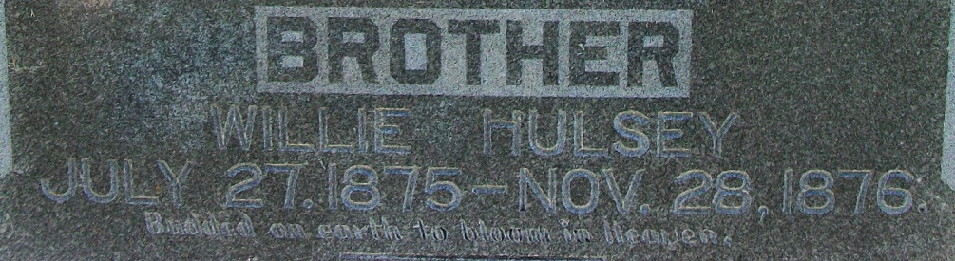 BROTHER
WILLIE HULSEY
JULY 27, 1875 – NOV. 28, 1876.
Budded on earth to bloom in Heaven.